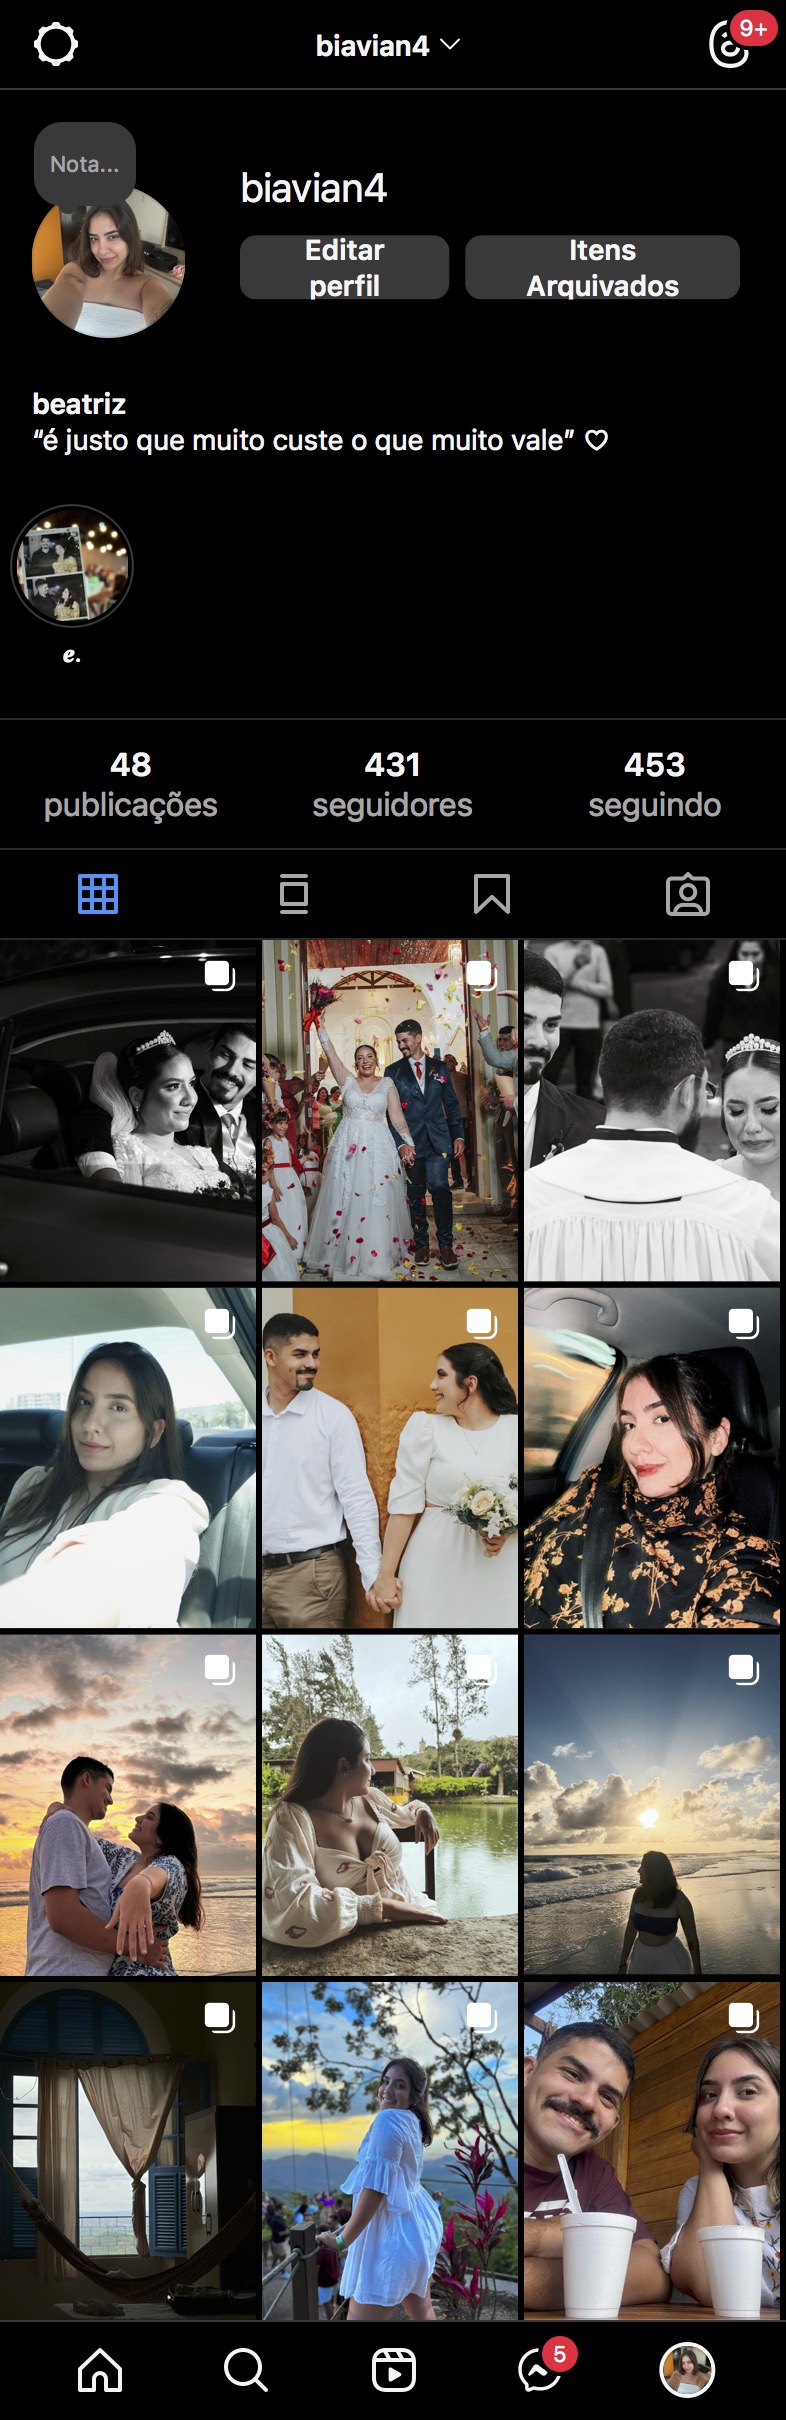 biavian4
9+
Nota...
biavian4
Editar perfil
Itens Arquivados
beatriz
“é justo que muito custe o que muito vale” ♡
e.
48 431 453
publicações seguidores seguindo
5